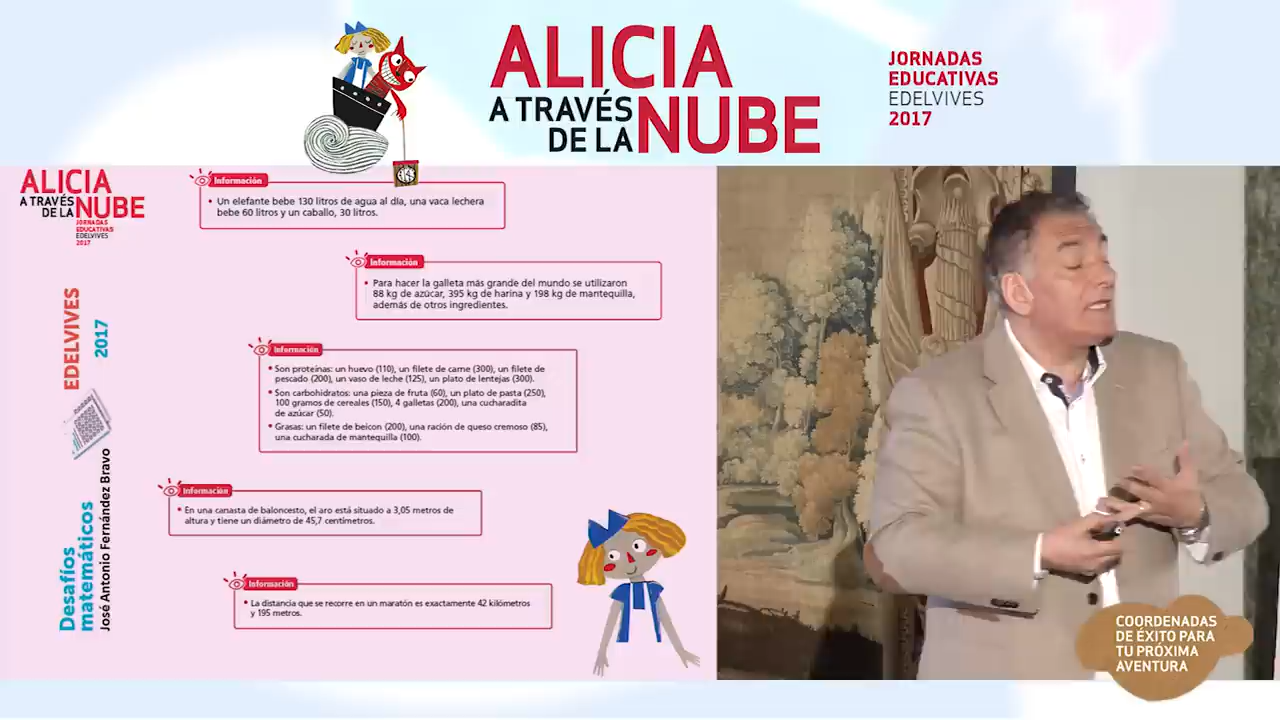 ALICIA
A TRAVÉS
DE LA NUBE
JORNADAS
EDUCATIVAS
EDELVIVES
2017
ALICIA
A TRAVÉS
DE LA NUBE
JORNADAS
EDUCATIVAS
EDELVIVES
2017
Información
• Un elefante bebe 130 litros de agua al día, una vaca lechera
bebe 60 litros y un caballo, 30 litros.
Información
• Para hacer la galleta más grande del mundo se utilizaron
88 kg de azúcar, 395 kg de harina y 198 kg de mantequilla,
además de otros ingredientes.
Información
• Son proteínas: un huevo (110), un filete de carne (300), un filete de
pescado (200), un vaso de leche (125), un plato de lentejas (300).
• Son carbohidratos: una pieza de fruta (60), un plato de pasta (250),
100 gramos de cereales (150), 4 galletas (200), una cucharadita
de azúcar (50).
• Grasas: un filete de beicon (200), una ración de queso cremoso (85),
una cucharada de mantequilla (100).
Información
• En una canasta de baloncesto, el aro está situado a 3,05 metros de
altura y tiene un diámetro de 45,7 centímetros.
Información
• La distancia que se recorre en un maratón es exactamente 42 kilómetros
y 195 metros.
EDELVIVES
2017
Desafíos
matemáticos
José Antonio Fernández Bravo
COORDENADAS
DE ÉXITO PARA
TU PRÓXIMA
AVENTURA